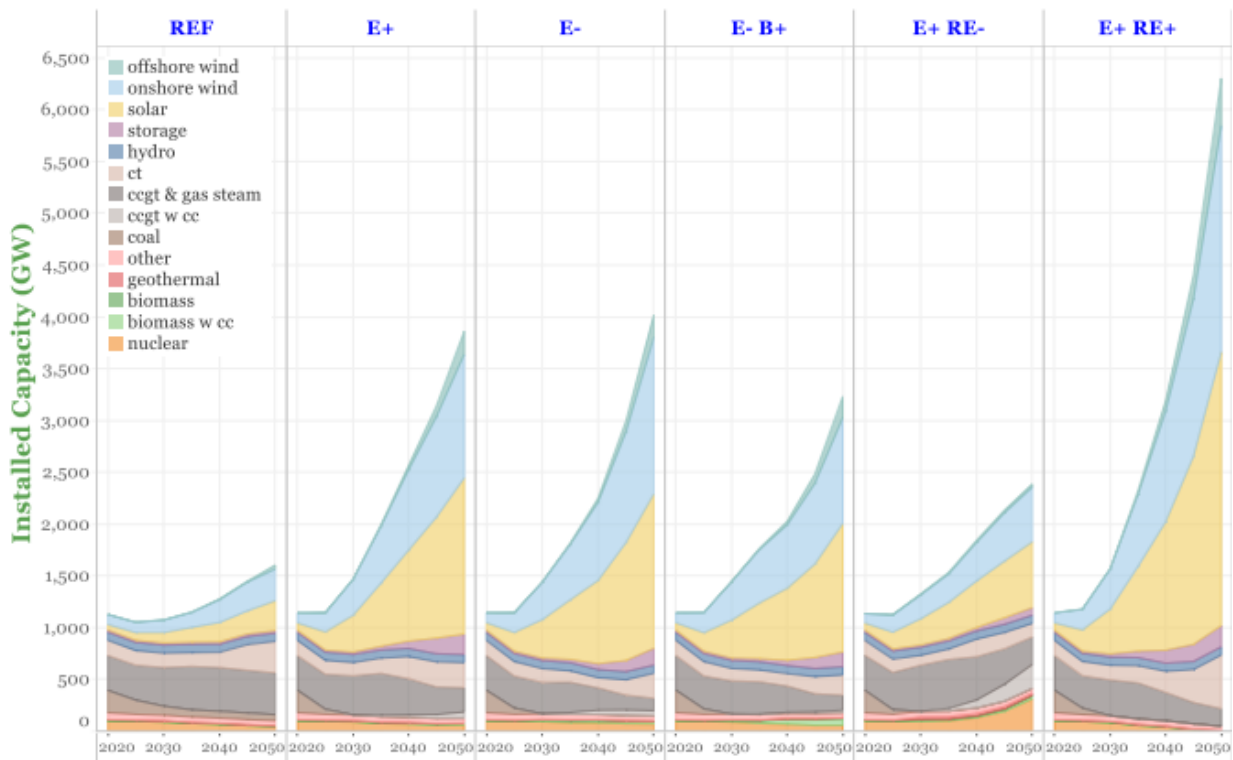 REF E+ E- E- B+ E+ RE- E+ RE+
Installed Capacity (GW)
6,500
6,000
5,500
5,000
4,500
4,000
3,500
3,000
2,500
2,000
1,500
1,000
500
0
offshore wind
onshore wind
solar
storage
hydro
ct
ccgt & gas steam
ccgt w cc
coal
other
geothermal
biomass
biomass w cc
nuclear
2020 2030 2040 2050 2020 2030 2040 2050 2020 2030 2040 2050 2020 2030 2040 2050 2020 2030 2040 2050 2020 2030 2040 2050